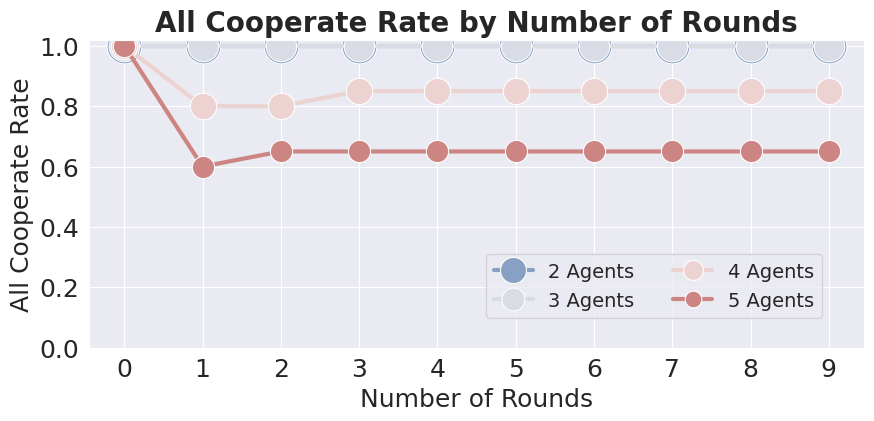 All Cooperate Rate by Number of Rounds
All Cooperate Rate
1.0
0.8
0.6
0.4
0.2
0.0
0 1 2 3 4 5 6 7 8 9
Number of Rounds
2 Agents 4 Agents
3 Agents 5 Agents